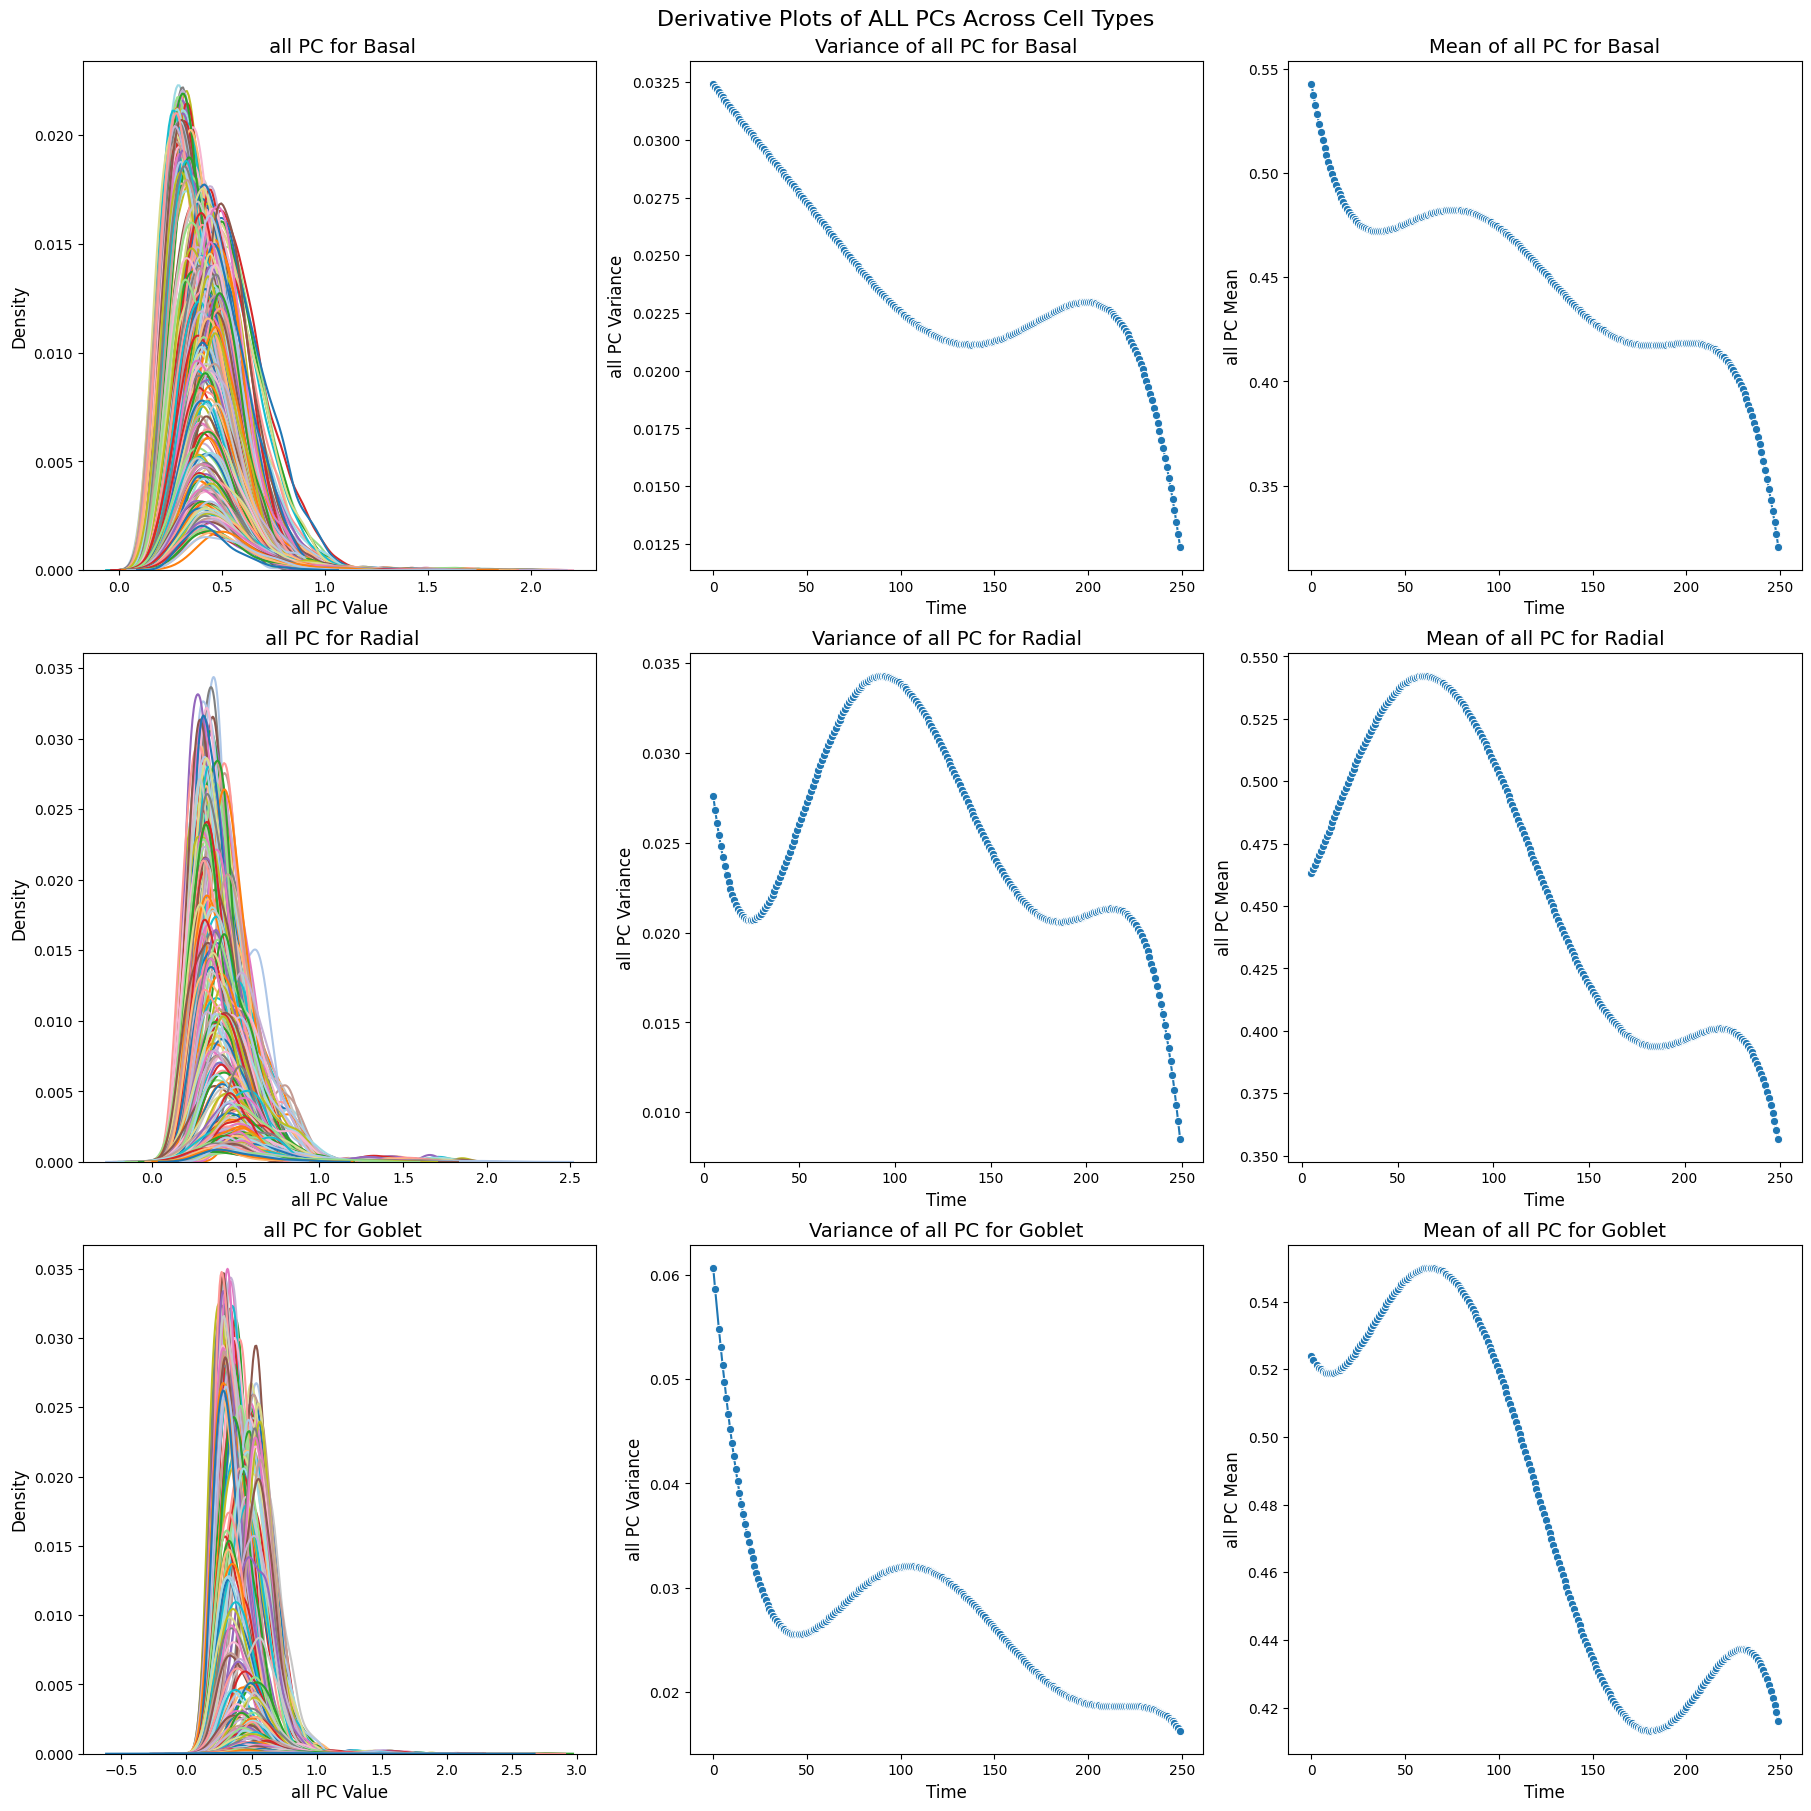 Derivative Plots of ALL PCs Across Cell Types
all PC for Basal
Density
0.020
0.015
0.010
0.005
0.000
0.0 0.5 1.0 1.5 2.0
all PC Value
Variance of all PC for Basal
all PC Variance
0.0325
0.0300
0.0275
0.0250
0.0225
0.0200
0.0175
0.0150
0.0125
0 50 100 150 200 250
Time
Mean of all PC for Basal
all PC Mean
0.55
0.50
0.45
0.40
0.35
0 50 100 150 200 250
Time
all PC for Radial
Density
0.035
0.030
0.025
0.020
0.015
0.010
0.005
0.000
0.0 0.5 1.0 1.5 2.0 2.5
all PC Value
Variance of all PC for Radial
all PC Variance
0.035
0.030
0.025
0.020
0.015
0.010
0 50 100 150 200 250
Time
Mean of all PC for Radial
all PC Mean
0.550
0.525
0.500
0.475
0.450
0.425
0.400
0.375
0.350
0 50 100 150 200 250
Time
all PC for Goblet
Density
0.035
0.030
0.025
0.020
0.015
0.010
0.005
0.000
−0.5 0.0 0.5 1.0 1.5 2.0 2.5 3.0
all PC Value
Variance of all PC for Goblet
all PC Variance
0.06
0.05
0.04
0.03
0.02
0 50 100 150 200 250
Time
Mean of all PC for Goblet
all PC Mean
0.54
0.52
0.50
0.48
0.46
0.44
0.42
0 50 100 150 200 250
Time